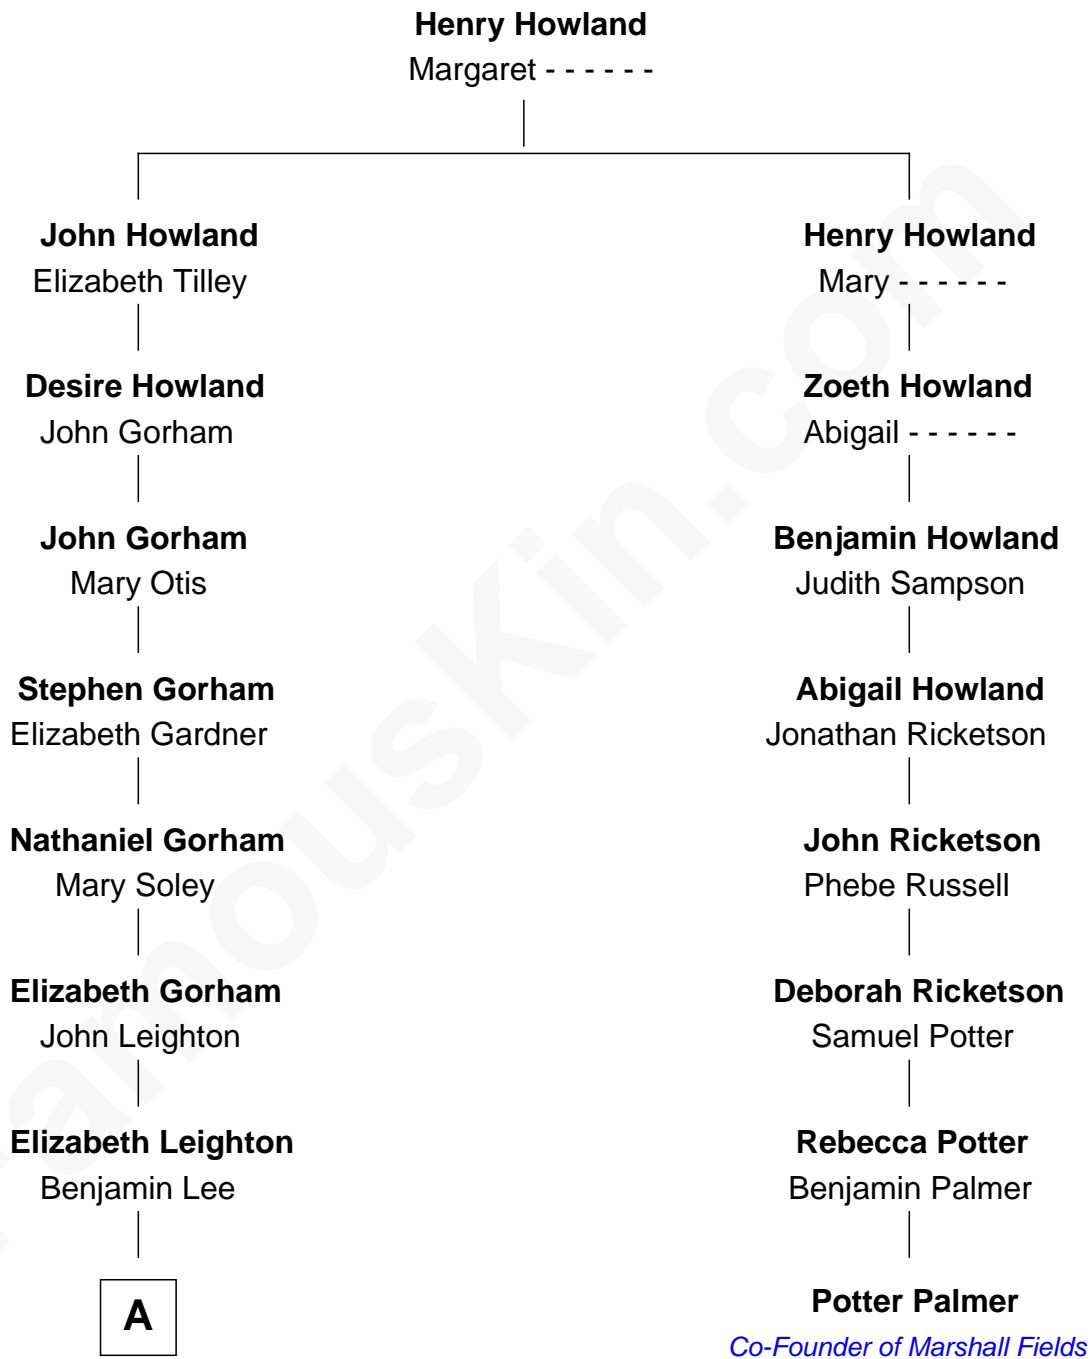 Henry Howland
Margaret - - - - - -
John Howland
Elizabeth Tilley
Henry Howland
Mary - - - - - -
Desire Howland
John Gorham
Zoeth Howland
Abigail - - - - - -
John Gorham
Mary Otis
Benjamin Howland
Judith Sampson
Stephen Gorham
Elizabeth Gardner
Abigail Howland
Jonathan Ricketson
Nathaniel Gorham
Mary Soley
John Ricketson
Phebe Russell
Elizabeth Gorham
John Leighton
Deborah Ricketson
Samuel Potter
Elizabeth Leighton
Benjamin Lee
Rebecca Potter
Benjamin Palmer
A
Potter Palmer
Co-Founder of Marshall Fields
FamousKin.com